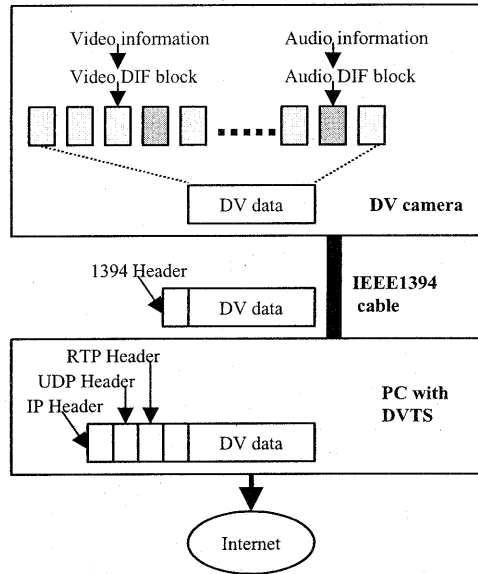 Video information
Audio information
Video DIF block
Audio DIF block
DV data
DV camera
1394 Header
IEEE1394
cable
DV data
RTP Header
UDP Header
IP Header
PC with
DVTS
DV data
Internet